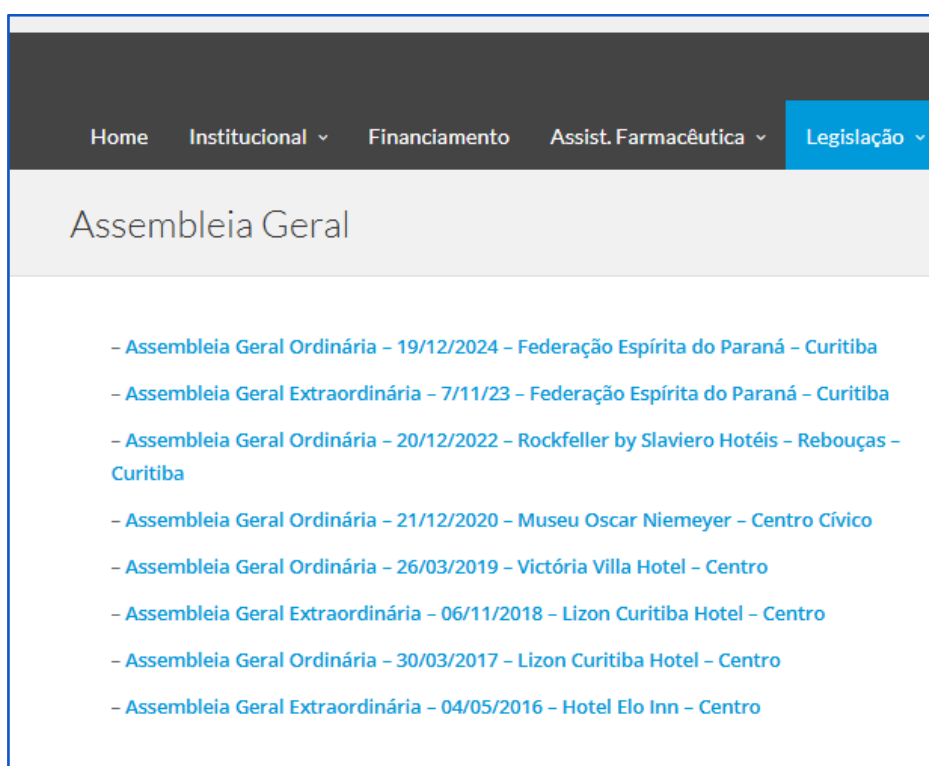 Home Institucional Financiamento Assist. Farmacêutica Legislação
Assembleia Geral
– Assembleia Geral Ordinária – 19/12/2024 – Federação Espírita do Paraná – Curitiba
– Assembleia Geral Extraordinária – 7/11/23 – Federação Espírita do Paraná – Curitiba
– Assembleia Geral Ordinária – 20/12/2022 – Rockfeller by Slaviero Hotéis – Rebouças –
Curitiba
– Assembleia Geral Ordinária – 21/12/2020 – Museu Oscar Niemeyer – Centro Cívico
– Assembleia Geral Ordinária – 26/03/2019 – Victória Villa Hotel – Centro
– Assembleia Geral Extraordinária – 06/11/2018 – Lizon Curitiba Hotel – Centro
– Assembleia Geral Ordinária – 30/03/2017 – Lizon Curitiba Hotel – Centro
– Assembleia Geral Extraordinária – 04/05/2016 – Hotel Elo Inn – Centro